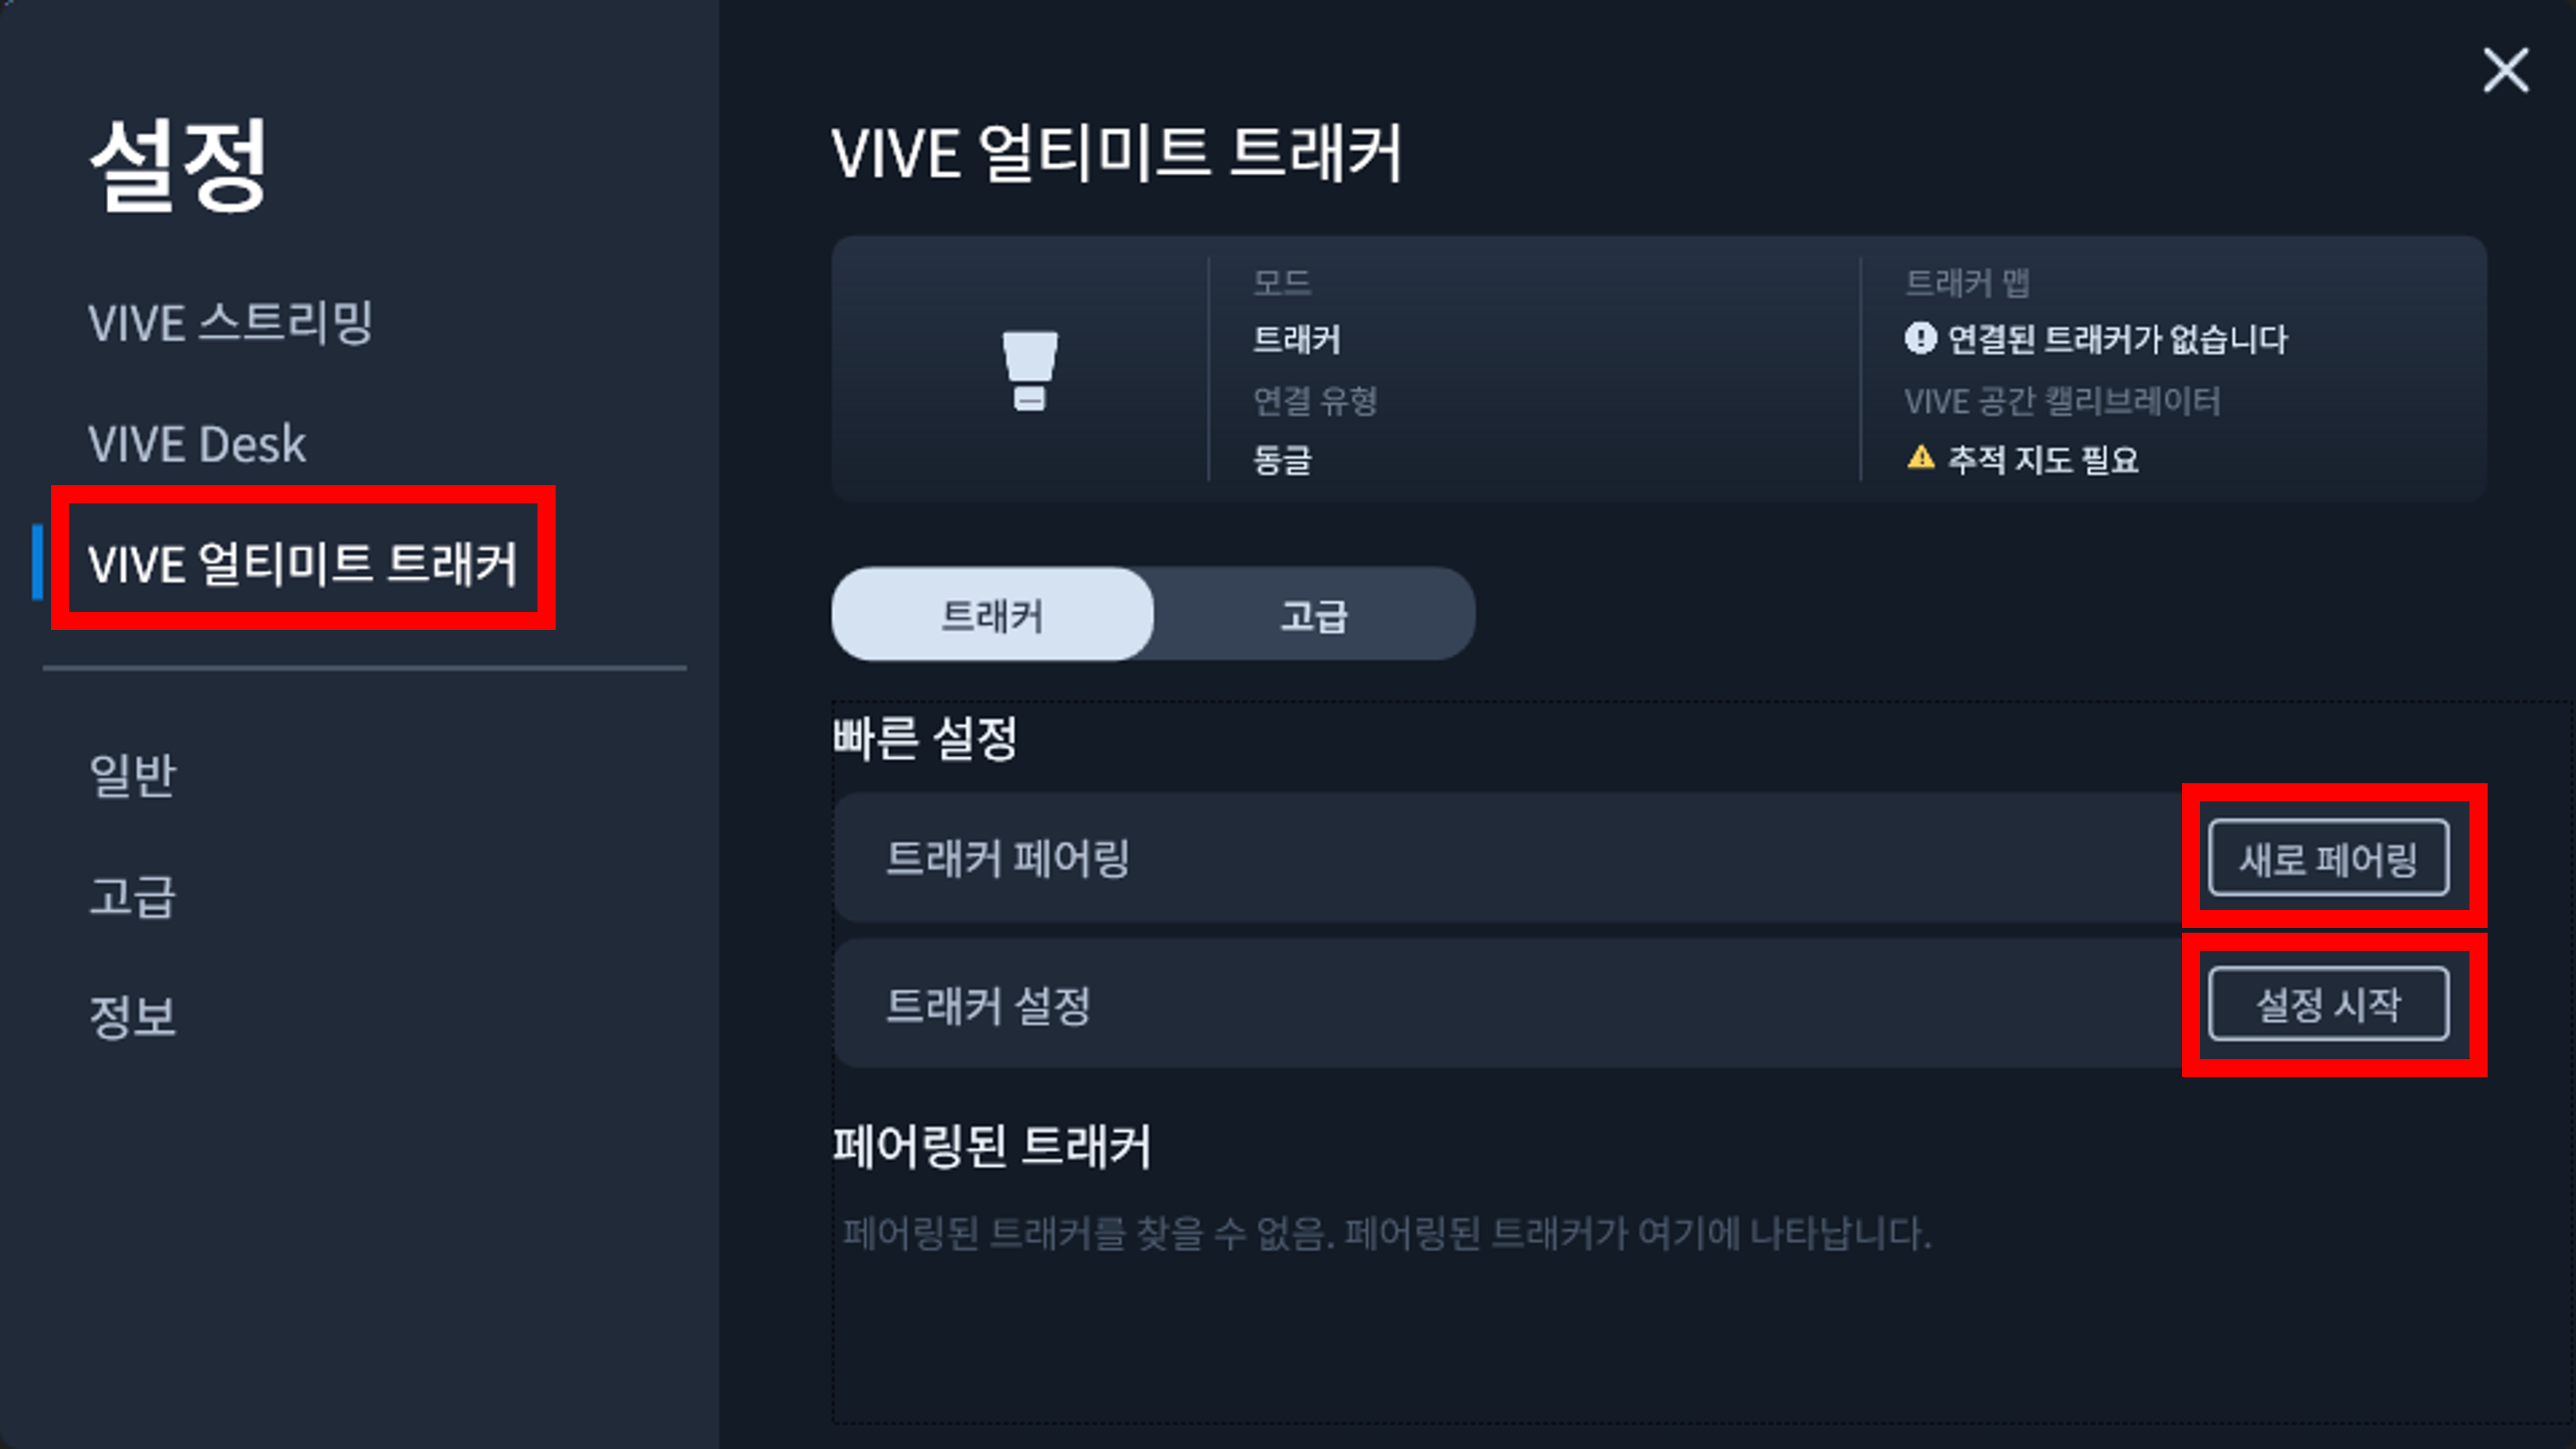 설정
VIVE 스트리밍
VIVE Desk
VIVE 얼티미트 트래커
일반
고급
정보
VIVE 얼티미트 트래커
모드
트래커
연결 유형
동글
트래커 맵
연결된 트래커가 없습니다
VIVE 공간 캘리브레이터
추적 지도 필요
트래커
고급
빠른 설정
트래커 페어링
새로 페어링
트래커 설정
설정 시작
페어링된 트래커
페어링된 트래커를 찾을 수 없음. 페어링된 트래커가 여기에 나타납니다.